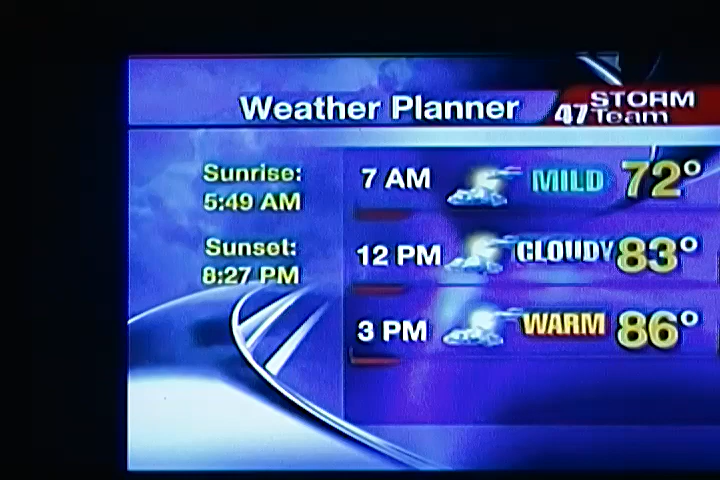 Weather Planner
47 STORM
Team
Sunrise:
5:49 AM
Sunset:
8:27 PM
7 AM MILD 72°
12 PM CLOUDY 83°
3 PM WARM 86°